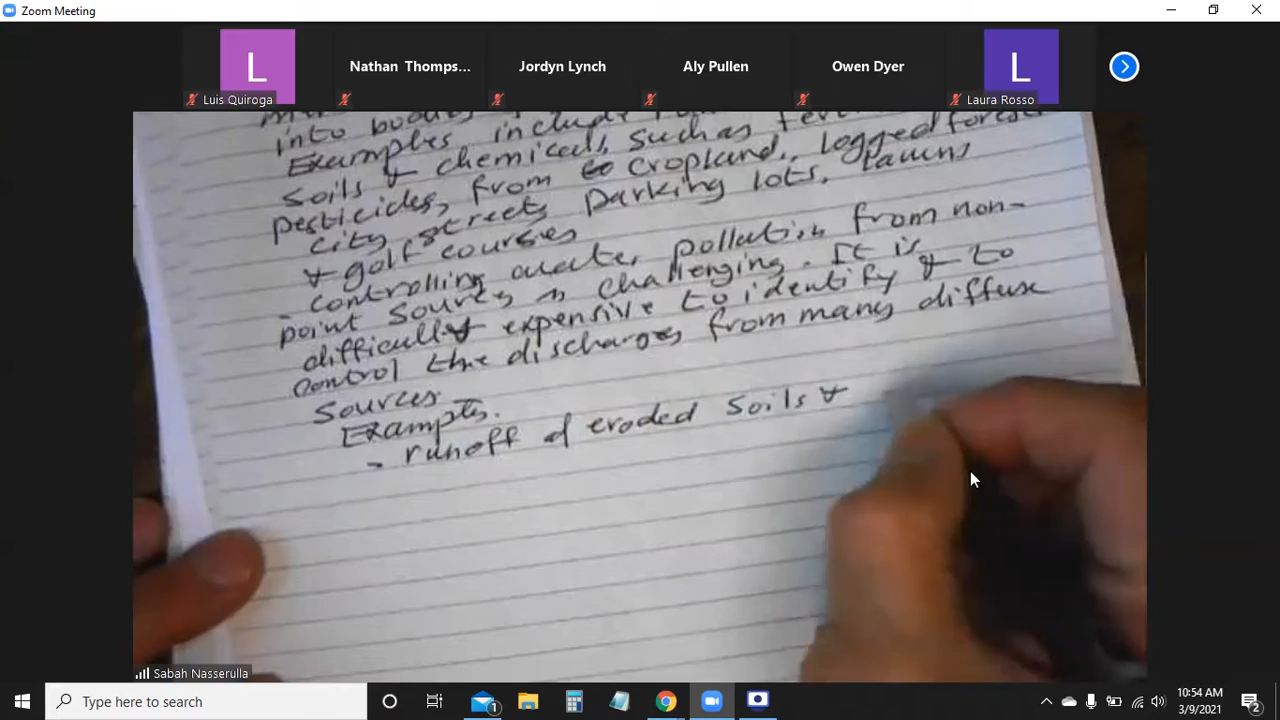 Zoom Meeting
L
Luis Quiroga
Nathan Thomps...
Jordyn Lynch
Aly Pullen
Owen Dyer
L
Laura Rosso
into bodies
Examples include
soils & chemicals, such as
pesticides, from cropland, logged forests
city streets parking lots, lawns
& golf courses
- controlling water pollution from non-
point sources is challenging. It is
difficult & expensive to identify & to
control the discharges from many diffuse
sources
Examples.
- runoff of eroded soils &
Sabah Nasserulla
Type here to search
1
10:54 AM
3/9/2021
2